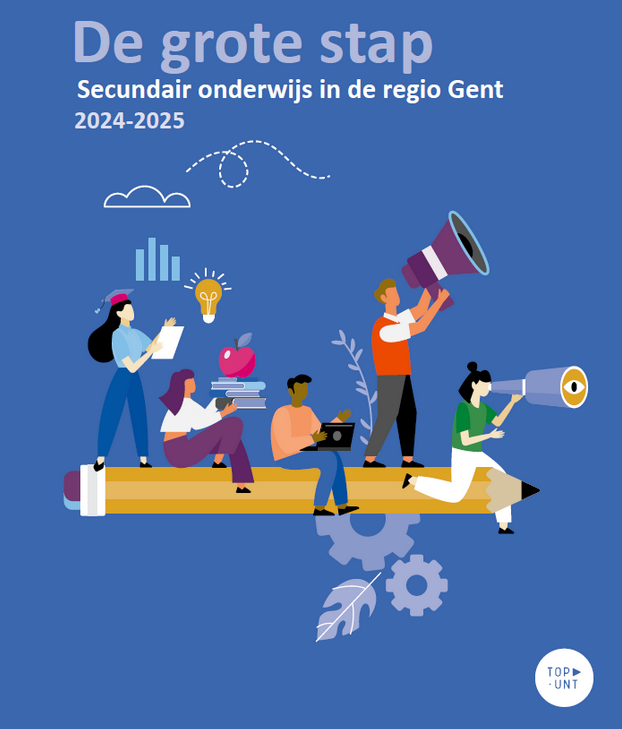 De grote stap
Secundair onderwijs in de regio Gent
2024-2025
TOP
UNT